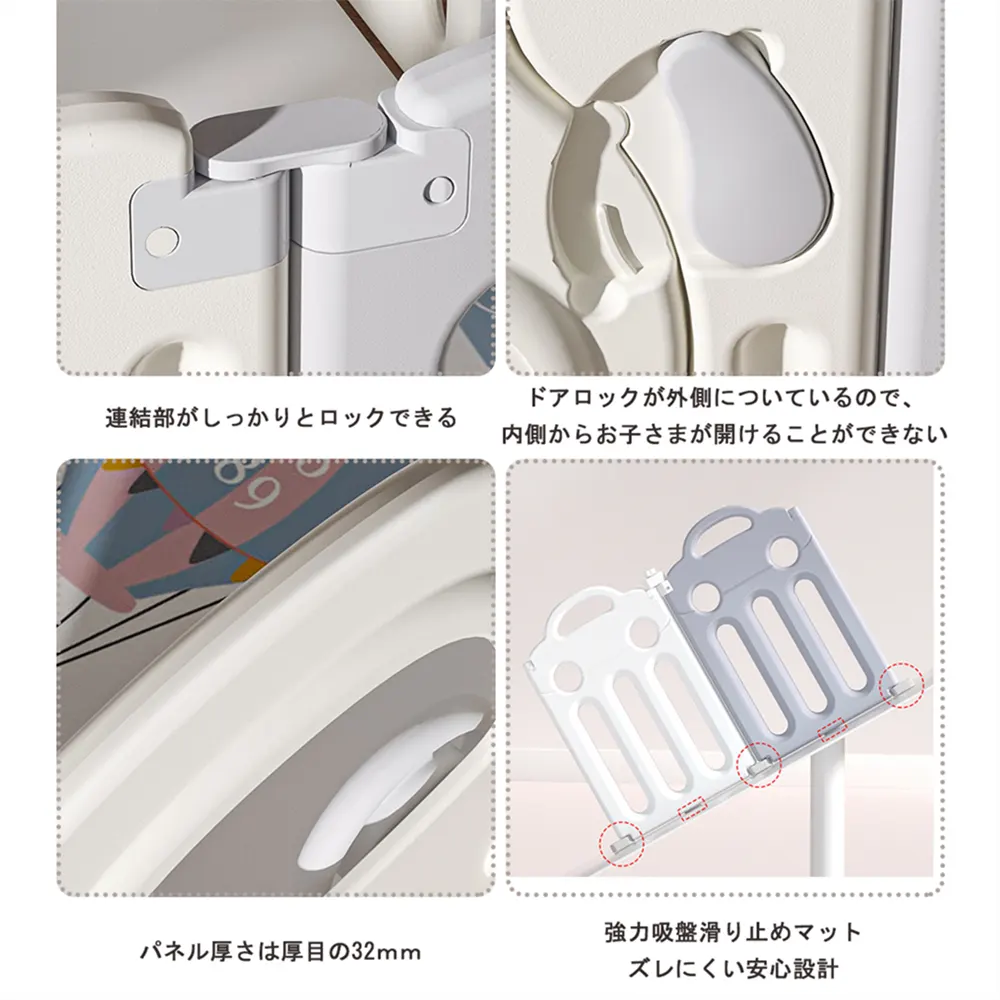 連結部がしっかりとロックできる
ドアロックが外側についているので、
内側からお子さまが開けることができない
89
パネル厚さは厚目の32mm
強力吸盤滑り止めマット
ズレにくい安心設計